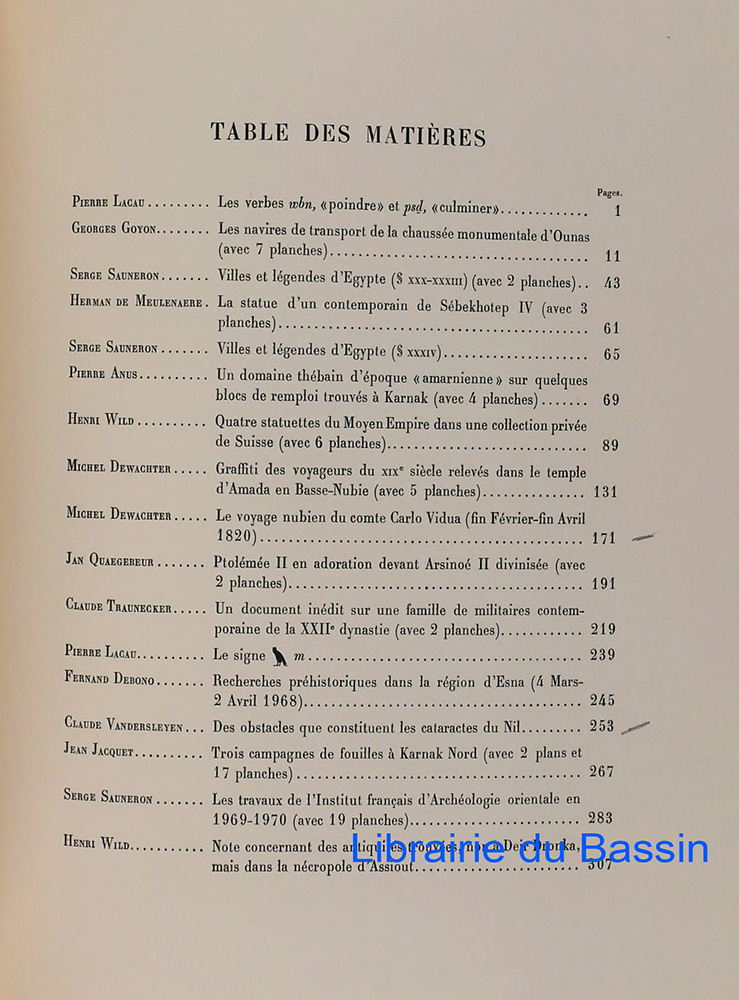 TABLE DES MATIÈRES
Pages.
Pierre Lacau......... Les verbes wbn, «poindre» et psḏ, «culminer»............. 1
Georges Goyon........ Les navires de transport de la chaussée monumentale d'Ounas
(avec 7 planches)..................................... 11
Serge Sauneron....... Villes et légendes d'Egypte (§ xxx-xxxiii) (avec 2 planches).. 43
Herman de Meulenaere. La statue d'un contemporain de Sébekhotep IV (avec 3
planches)............................................ 61
Serge Sauneron....... Villes et légendes d'Egypte (§ xxxiv)..................... 65
Pierre Anus.......... Un domaine thébain d'époque «amarnienne» sur quelques
blocs de remploi trouvés à Karnak (avec 4 planches)....... 69
Henri Wild.......... Quatre statuettes du Moyen Empire dans une collection privée
de Suisse (avec 6 planches)............................. 89
Michel Dewachter..... Graffiti des voyageurs du xixe siècle relevés dans le temple
d'Amada en Basse-Nubie (avec 5 planches)............... 131
Michel Dewachter..... Le voyage nubien du comte Carlo Vidua (fin Février-fin Avril
1820)............................................... 171
Jan Quaegebeur....... Ptolémée II en adoration devant Arsinoé II divinisée (avec
2 planches).......................................... 191
Claude Traunecker..... Un document inédit sur une famille de militaires contem-
poraine de la XXIIe dynastie (avec 2 planches)............ 219
Pierre Lacau.......... Le signe 𓅓 m........................................ 239
Fernand Debono....... Recherches préhistoriques dans la région d'Esna (4 Mars-
2 Avril 1968)......................................... 245
Claude Vandersleyen... Des obstacles que constituent les cataractes du Nil......... 253
Jean Jacquet.......... Trois campagnes de fouilles à Karnak Nord (avec 2 plans et
17 planches)......................................... 267
Serge Sauneron....... Les travaux de l'Institut français d'Archéologie orientale en
1969-1970 (avec 19 planches)......................... 283
Henri Wild........... Note concernant des antiquités trouvées, non à Deir Dronka,
mais dans la nécropole d'Assiout........................ 307
Librairie du Bassin